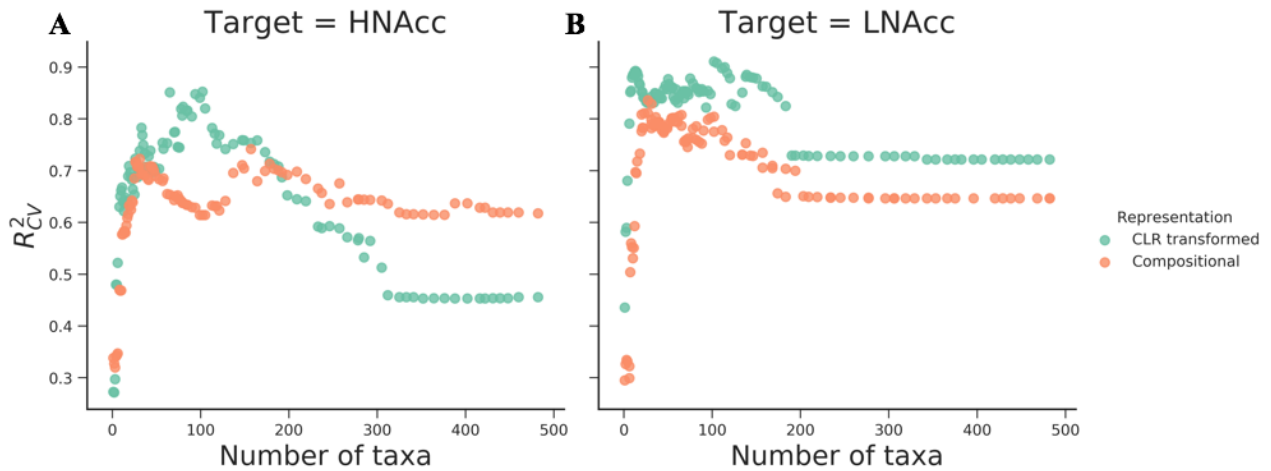 A
Target = HNAcc
B
Target = LNAcc
0.9
0.8
0.7
0.6
0.5
0.4
0.3
R²CV
0 100 200 300 400 500
Number of taxa
0 100 200 300 400 500
Number of taxa
Representation
CLR transformed
Compositional